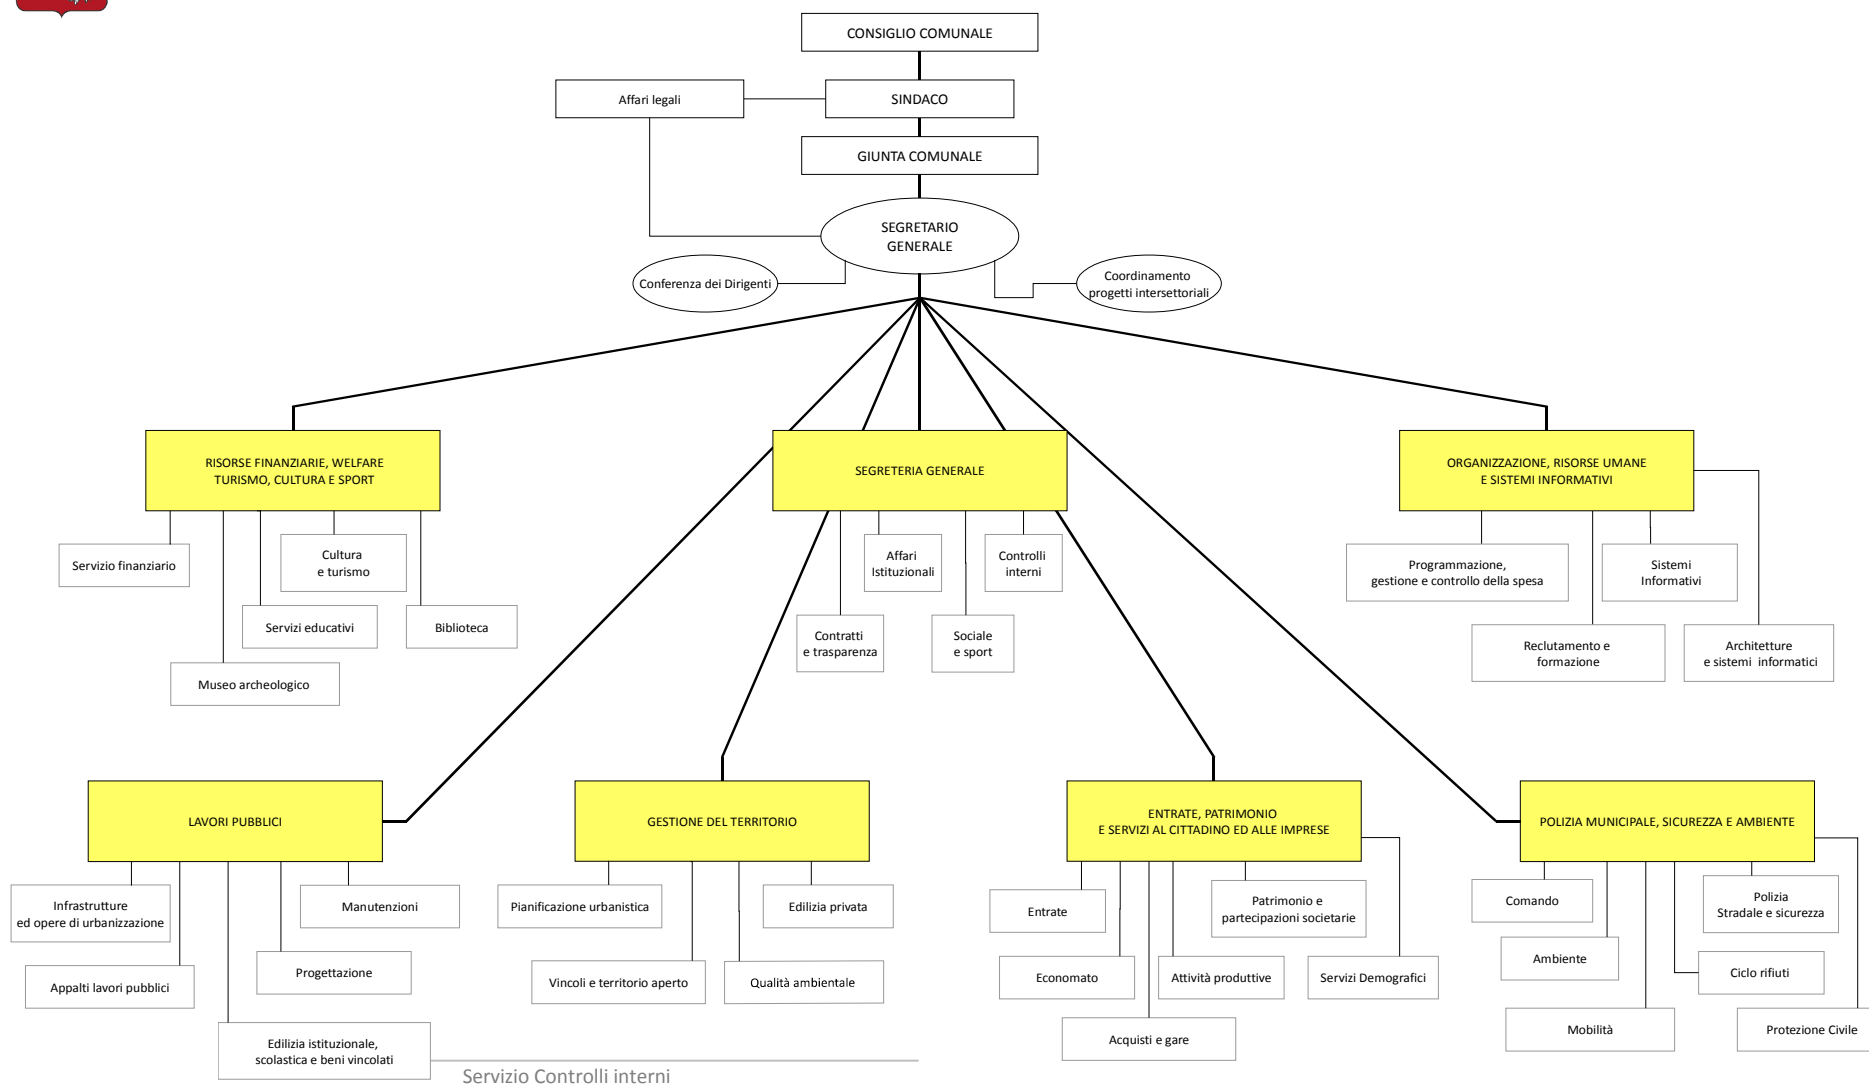 CONSIGLIO COMUNALE
Affari legali
SINDACO
GIUNTA COMUNALE
SEGRETARIO
GENERALE
Conferenza dei Dirigenti
Coordinamento
progetti intersettoriali
RISORSE FINANZIARIE, WELFARE
TURISMO, CULTURA E SPORT
SEGRETERIA GENERALE
ORGANIZZAZIONE, RISORSE UMANE
E SISTEMI INFORMATIVI
Servizio finanziario
Cultura
e turismo
Servizi educativi
Biblioteca
Museo archeologico
Affari
Istituzionali
Controlli
interni
Contratti
e trasparenza
Sociale
e sport
Programmazione,
gestione e controllo della spesa
Sistemi
Informativi
Reclutamento e
formazione
Architetture
e sistemi informatici
LAVORI PUBBLICI
GESTIONE DEL TERRITORIO
ENTRATE, PATRIMONIO
E SERVIZI AL CITTADINO ED ALLE IMPRESE
POLIZIA MUNICIPALE, SICUREZZA E AMBIENTE
Infrastrutture
ed opere di urbanizzazione
Manutenzioni
Appalti lavori pubblici
Progettazione
Edilizia istituzionale,
scolastica e beni vincolati
Pianificazione urbanistica
Edilizia privata
Vincoli e territorio aperto
Qualità ambientale
Entrate
Patrimonio e
partecipazioni societarie
Economato
Attività produttive
Servizi Demografici
Acquisti e gare
Comando
Polizia
Stradale e sicurezza
Ambiente
Ciclo rifiuti
Mobilità
Protezione Civile
Servizio Controlli interni